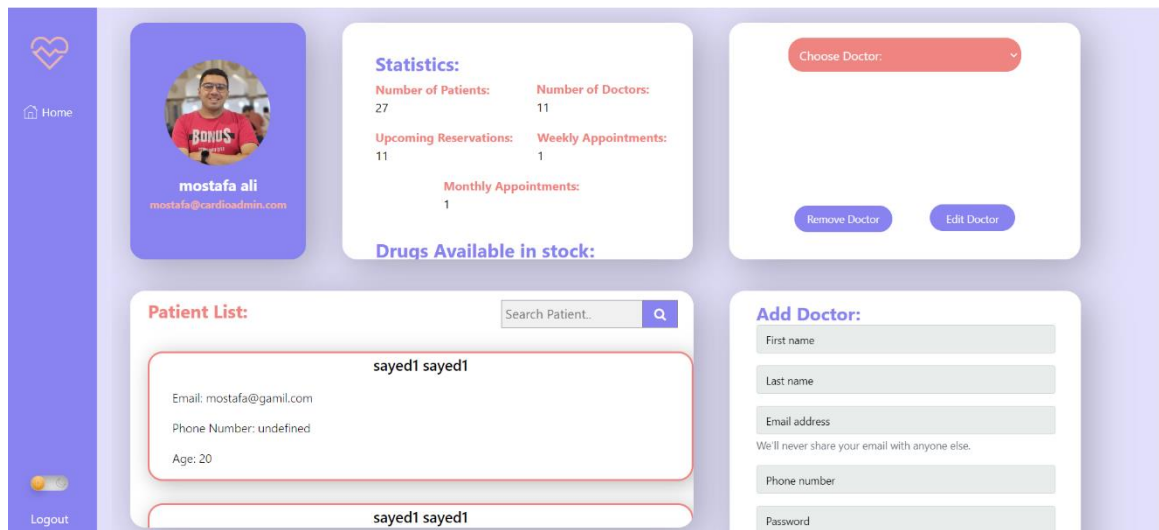 Home
Logout
BONUS
mostafa ali
mostafa@cardioadmin.com
Statistics:
Number of Patients:
27
Number of Doctors:
11
Upcoming Reservations:
11
Weekly Appointments:
1
Monthly Appointments:
1
Drugs Available in stock:
Choose Doctor:
Remove Doctor
Edit Doctor
Patient List:
Search Patient..
sayed1 sayed1
Email: mostafa@gamil.com
Phone Number: undefined
Age: 20
sayed1 sayed1
Add Doctor:
First name
Last name
Email address
We'll never share your email with anyone else.
Phone number
Password